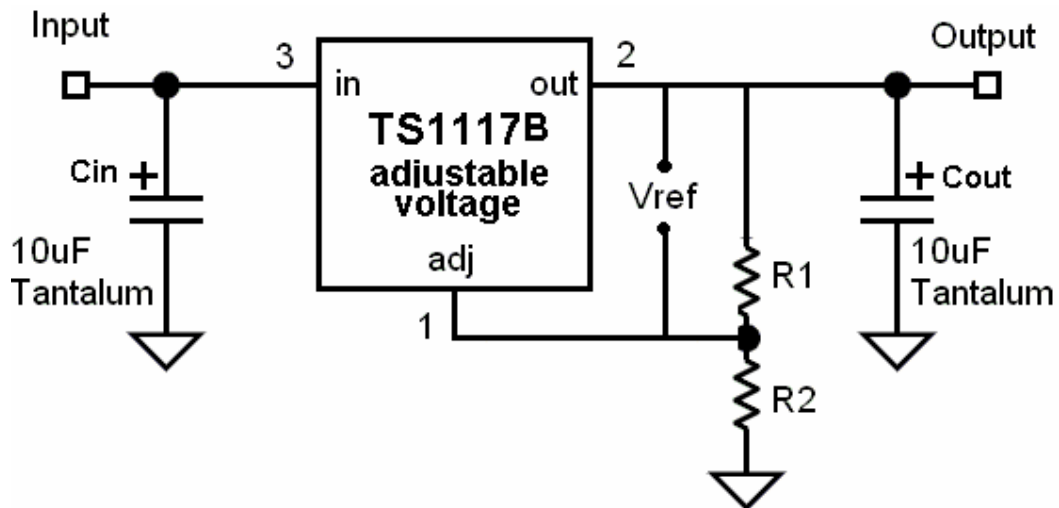 Input
Output
3
2
in
out
TS1117B
adjustable
voltage
adj
1
Cin +
10uF
Tantalum
Vref
R1
R2
+ Cout
10uF
Tantalum